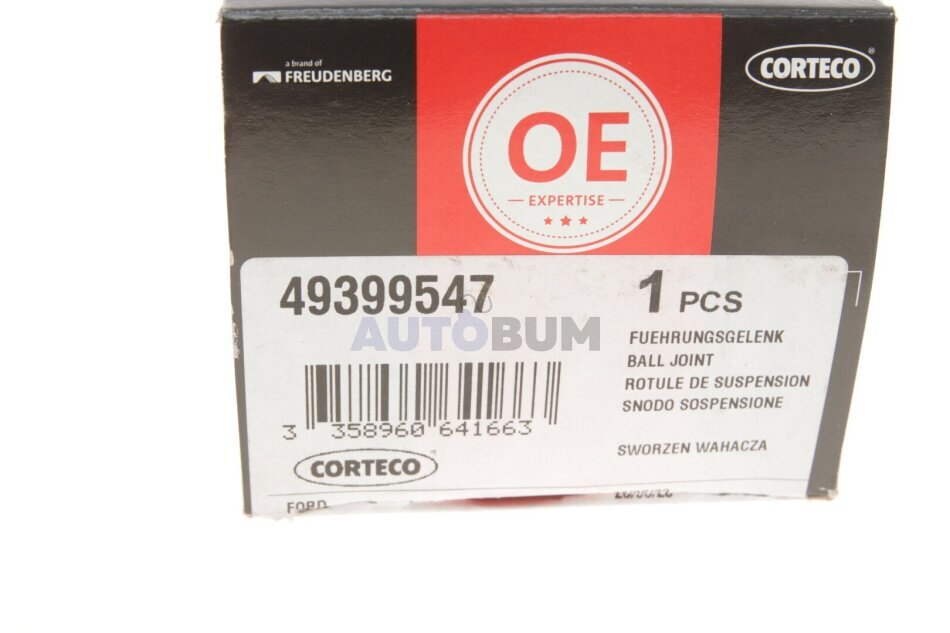 a brand of
FREUDENBERG
CORTECO
OE
EXPERTISE
49399547
1 PCS
AUTOBUM
FUEHRUNGSGELENK
BALL JOINT
ROTULE DE SUSPENSION
SNODO SOSPENSIONE
3 358960 641663
SWORZEN WAHACZA
CORTECO
FORD